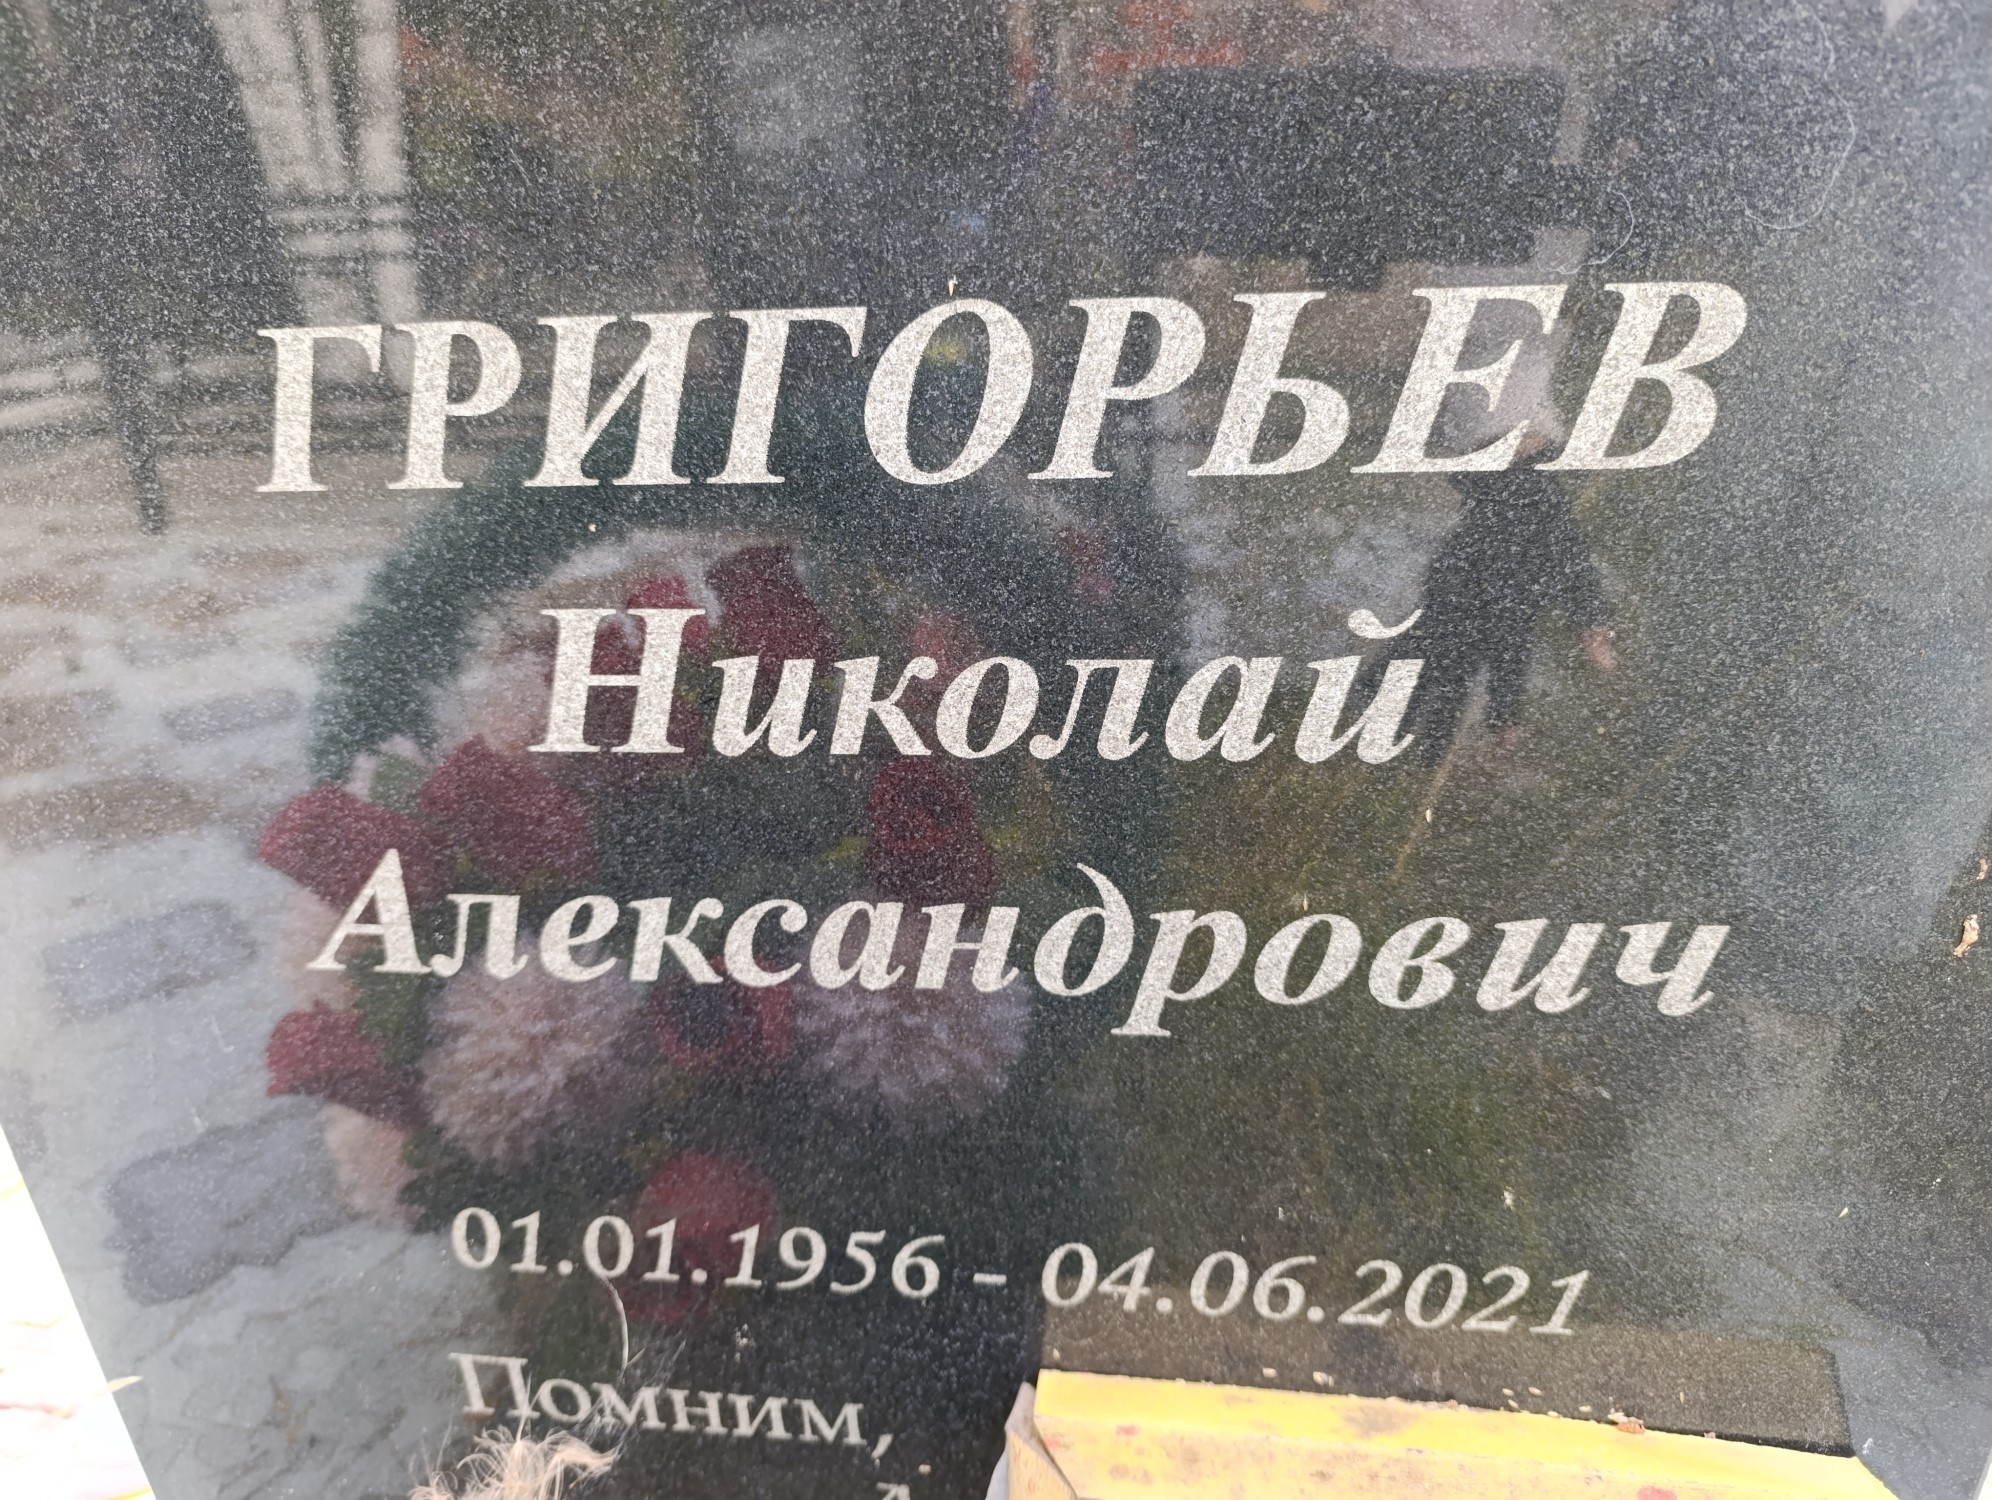 ГРИГОРЬЕВ
Николай
Александрович
01.01.1956 - 04.06.2021
Помним,